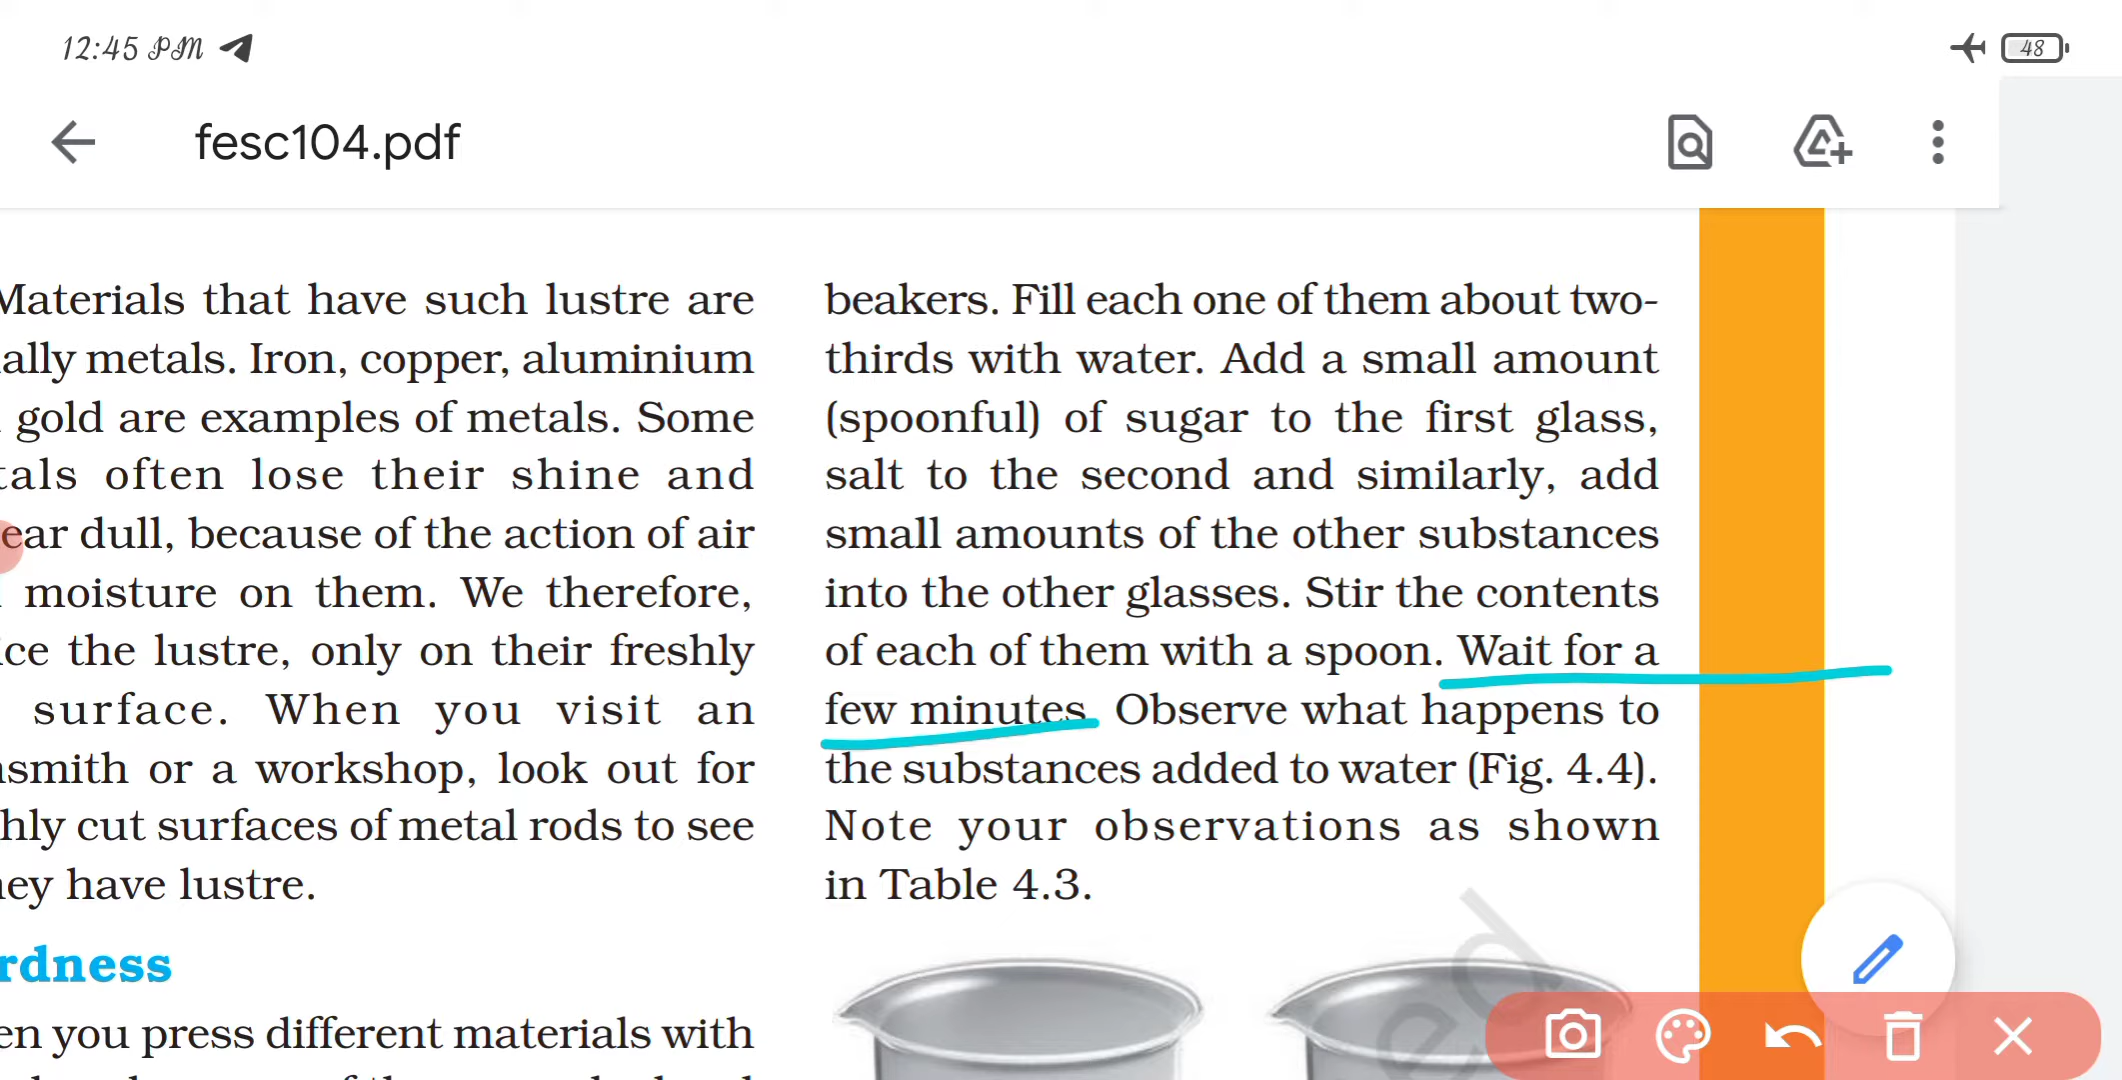 12:45 PM
48
fesc104.pdf
Materials that have such lustre are
ally metals. Iron, copper, aluminium
gold are examples of metals. Some
tals often lose their shine and
ear dull, because of the action of air
moisture on them. We therefore,
ice the lustre, only on their freshly
surface. When you visit an
smith or a workshop, look out for
hly cut surfaces of metal rods to see
ey have lustre.
rdness
en you press different materials with
beakers. Fill each one of them about two-
thirds with water. Add a small amount
(spoonful) of sugar to the first glass,
salt to the second and similarly, add
small amounts of the other substances
into the other glasses. Stir the contents
of each of them with a spoon. Wait for a
few minutes. Observe what happens to
the substances added to water (Fig. 4.4).
Note your observations as shown
in Table 4.3.
ed